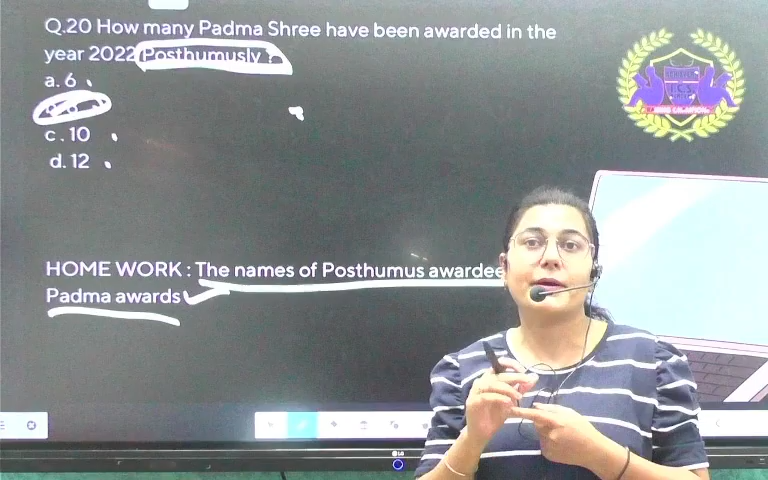 Q.20 How many Padma Shree have been awarded in the
year 2022 Posthumusly ?
a. 6
c. 10
d. 12
HOME WORK : The names of Posthumus awardee
Padma awards
LG